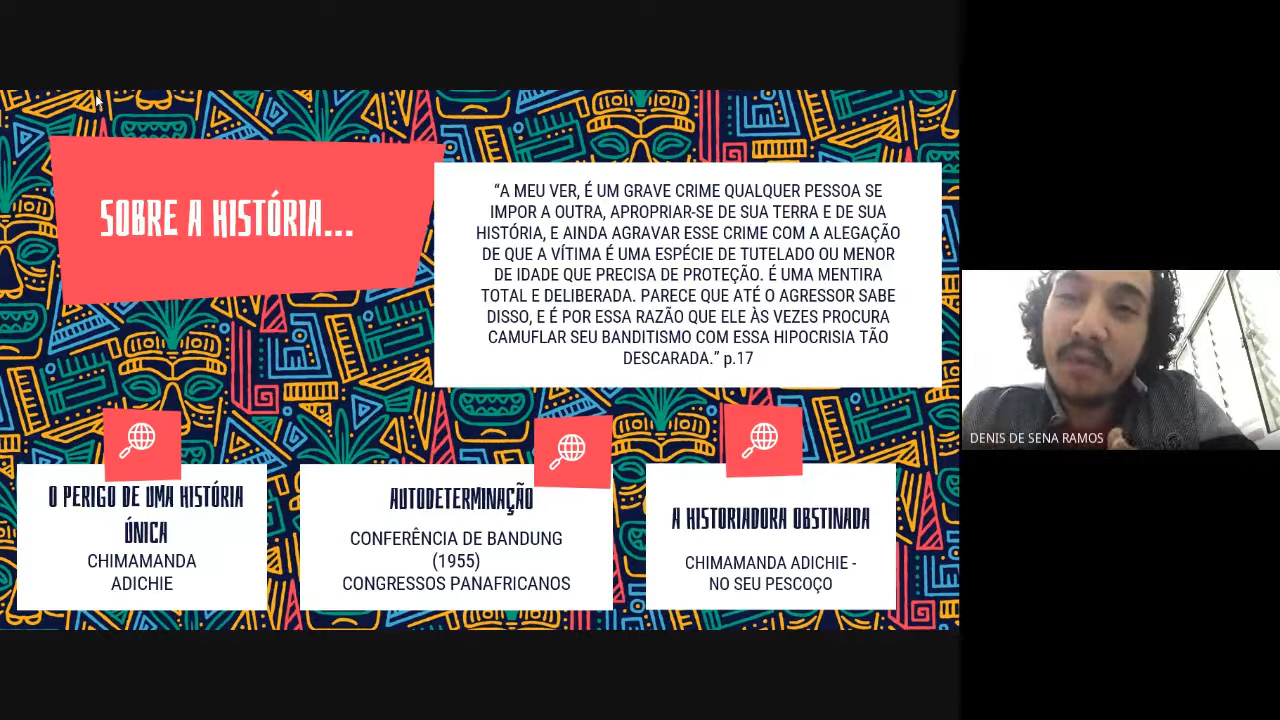 SOBRE A HISTÓRIA...
“A MEU VER, É UM GRAVE CRIME QUALQUER PESSOA SE
IMPOR A OUTRA, APROPRIAR-SE DE SUA TERRA E DE SUA
HISTÓRIA, E AINDA AGRAVAR ESSE CRIME COM A ALEGAÇÃO
DE QUE A VÍTIMA É UMA ESPÉCIE DE TUTELADO OU MENOR
DE IDADE QUE PRECISA DE PROTEÇÃO. É UMA MENTIRA
TOTAL E DELIBERADA. PARECE QUE ATÉ O AGRESSOR SABE
DISSO, E É POR ESSA RAZÃO QUE ELE ÀS VEZES PROCURA
CAMUFLAR SEU BANDITISMO COM ESSA HIPOCRISIA TÃO
DESCARADA.” p.17
O PERIGO DE UMA HISTÓRIA
ÚNICA
CHIMAMANDA
ADICHIE
AUTODETERMINAÇÃO
CONFERÊNCIA DE BANDUNG
(1955)
CONGRESSOS PANAFRICANOS
A HISTORIADORA OBSTINADA
CHIMAMANDA ADICHIE -
NO SEU PESCOÇO
DENIS DE SENA RAMOS